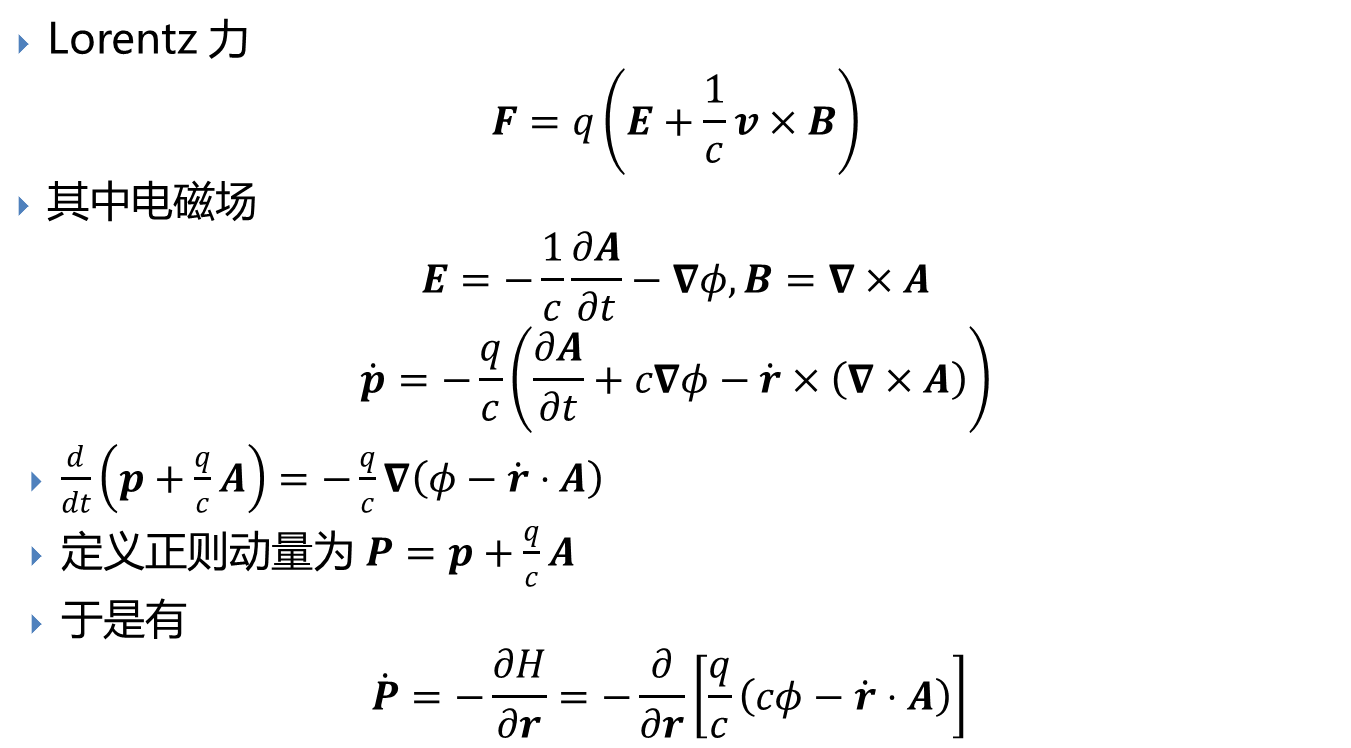 Lorentz 力
F = q(E + 1/c v × B)
其中电磁场
E = −1/c ∂A/∂t − ∇ϕ, B = ∇ × A
ṗ = −q/c(∂A/∂t + c∇ϕ − ṙ × (∇ × A))
d/dt(p + q/c A) = −q/c ∇(ϕ − ṙ · A)
定义正则动量为 P = p + q/c A
于是有
Ṗ = −∂H/∂r = −∂/∂r[q/c(cϕ − ṙ · A)]